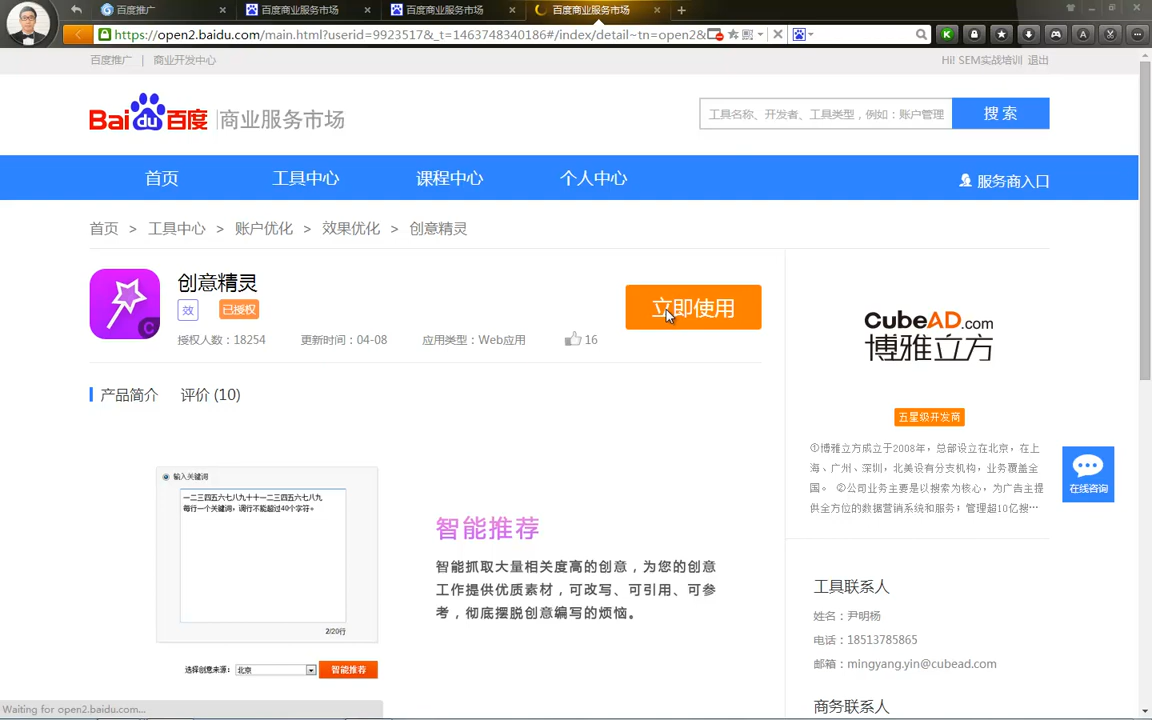 百度推广
百度商业服务市场
百度商业服务市场
百度商业服务市场
https://open2.baidu.com/main.html?userid=9923517&_t=1463748340186#/index/detail~tn=open2&
百度推广 | 商业开发中心
Hi! SEM实战培训 退出
Bai du 百度 商业服务市场
工具名称、开发者、工具类型，例如：账户管理
搜索
首页
工具中心
课程中心
个人中心
服务商入口
首页 > 工具中心 > 账户优化 > 效果优化 > 创意精灵
C
创意精灵
效 已授权
授权人数：18254 更新时间：04-08 应用类型：Web应用 16
立即使用
产品简介 评价 (10)
输入关键词
一二三四五六七八九十十一二三四五六七八九
每行一个关键词，调行不能超过40个字符。
2/20行
选择创意来源： 北京 智能推荐
智能推荐
智能抓取大量相关度高的创意，为您的创意
工作提供优质素材，可改写、可引用、可参
考，彻底摆脱创意编写的烦恼。
CubeAD.com
博雅立方
五星级开发商
①博雅立方成立于2008年，总部设立在北京，在上
海、广州、深圳，北美设有分支机构，业务覆盖全
国。 ②公司业务主要是以搜索为核心，为广告主提
供全方位的数据营销系统和服务；管理超10亿搜…
在线咨询
工具联系人
姓名：尹明杨
电话：18513785865
邮箱：mingyang.yin@cubead.com
商务联系人
Waiting for open2.baidu.com...